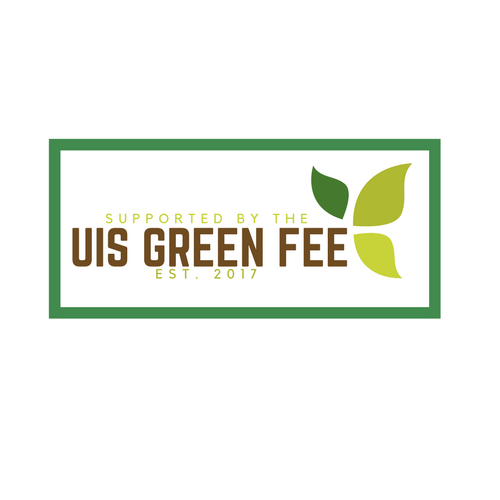 SUPPORTED BY THE
UIS GREEN FEE
EST. 2017